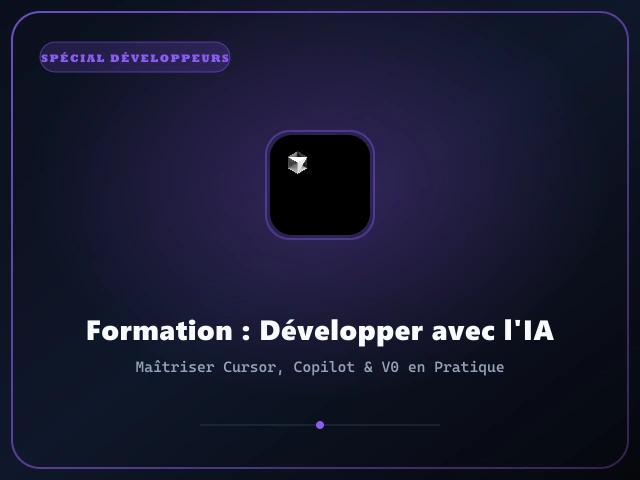 SPÉCIAL DÉVELOPPEURS
Formation : Développer avec l'IA
Maîtriser Cursor, Copilot & V0 en Pratique